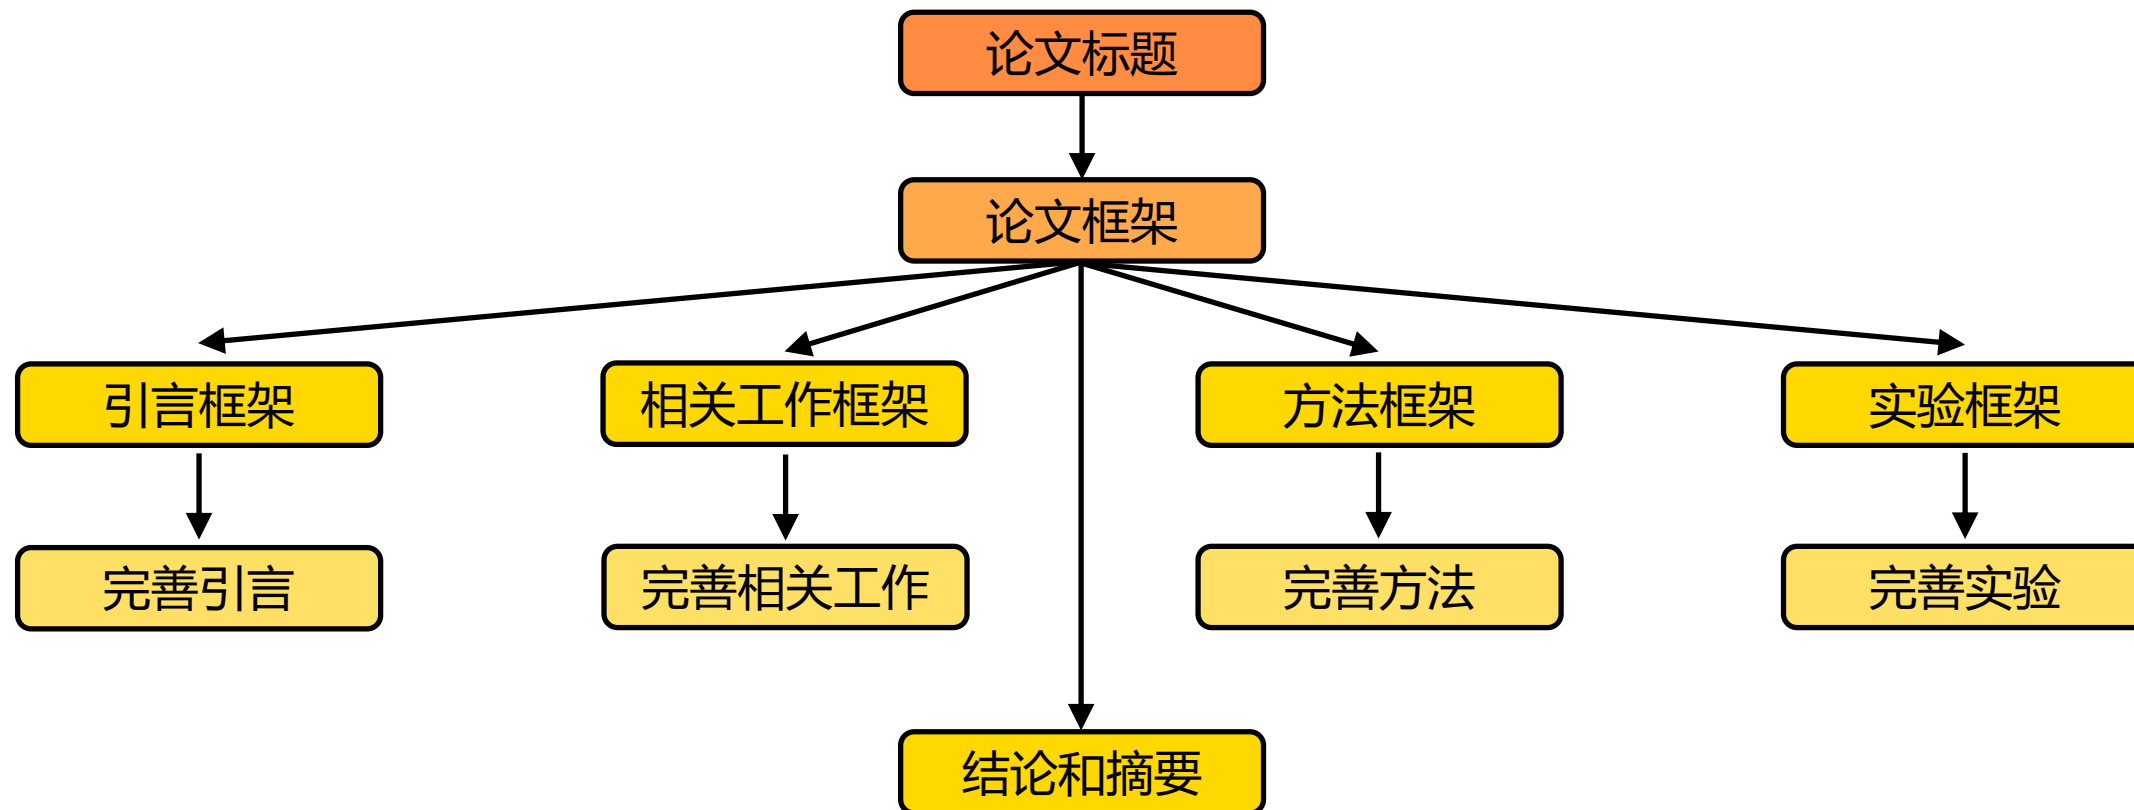 论文标题
论文框架
引言框架
相关工作框架
方法框架
实验框架
完善引言
完善相关工作
完善方法
完善实验
结论和摘要